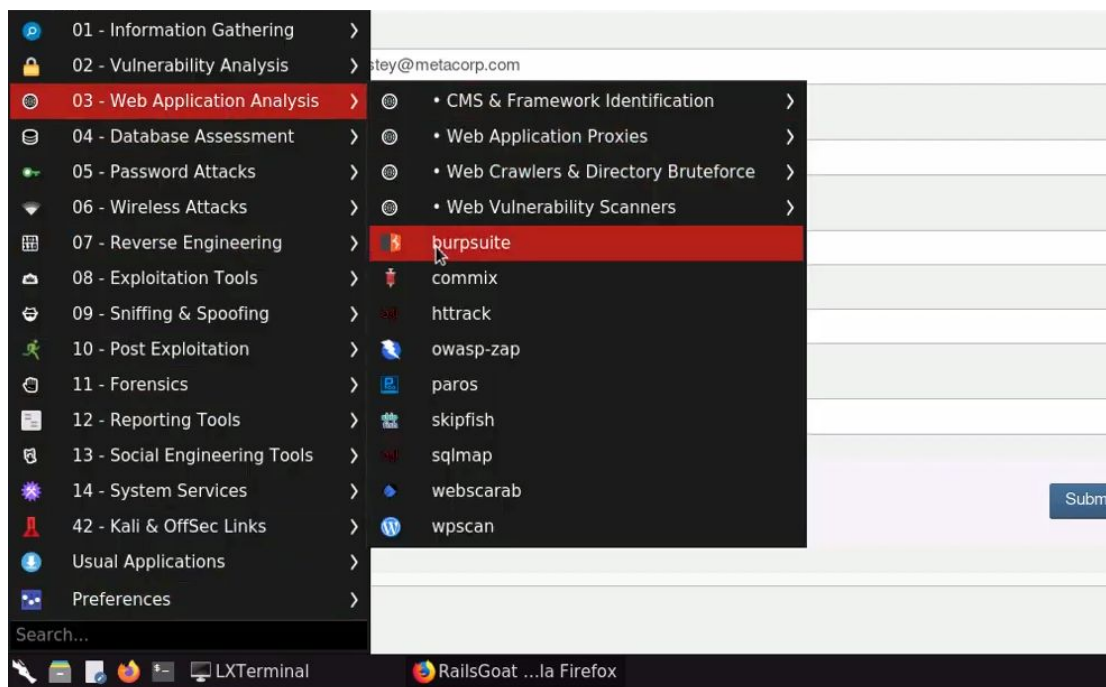 01 - Information Gathering
02 - Vulnerability Analysis
stey@metacorp.com
03 - Web Application Analysis
• CMS & Framework Identification
04 - Database Assessment
• Web Application Proxies
05 - Password Attacks
• Web Crawlers & Directory Bruteforce
06 - Wireless Attacks
• Web Vulnerability Scanners
07 - Reverse Engineering
burpsuite
08 - Exploitation Tools
commix
09 - Sniffing & Spoofing
httrack
10 - Post Exploitation
owasp-zap
11 - Forensics
paros
12 - Reporting Tools
skipfish
13 - Social Engineering Tools
sqlmap
14 - System Services
webscarab
Subm
42 - Kali & OffSec Links
wpscan
Usual Applications
Preferences
Search...
LXTerminal
RailsGoat ...la Firefox